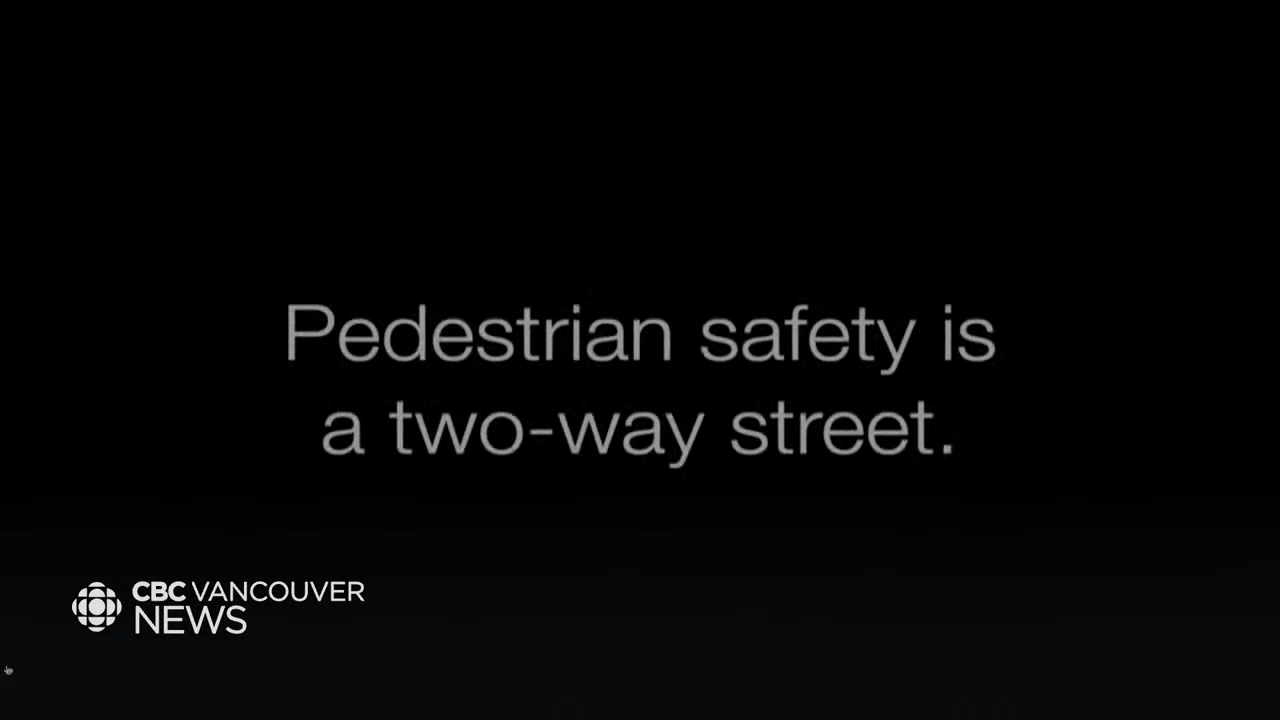 Pedestrian safety is
a two-way street.
CBC VANCOUVER
NEWS